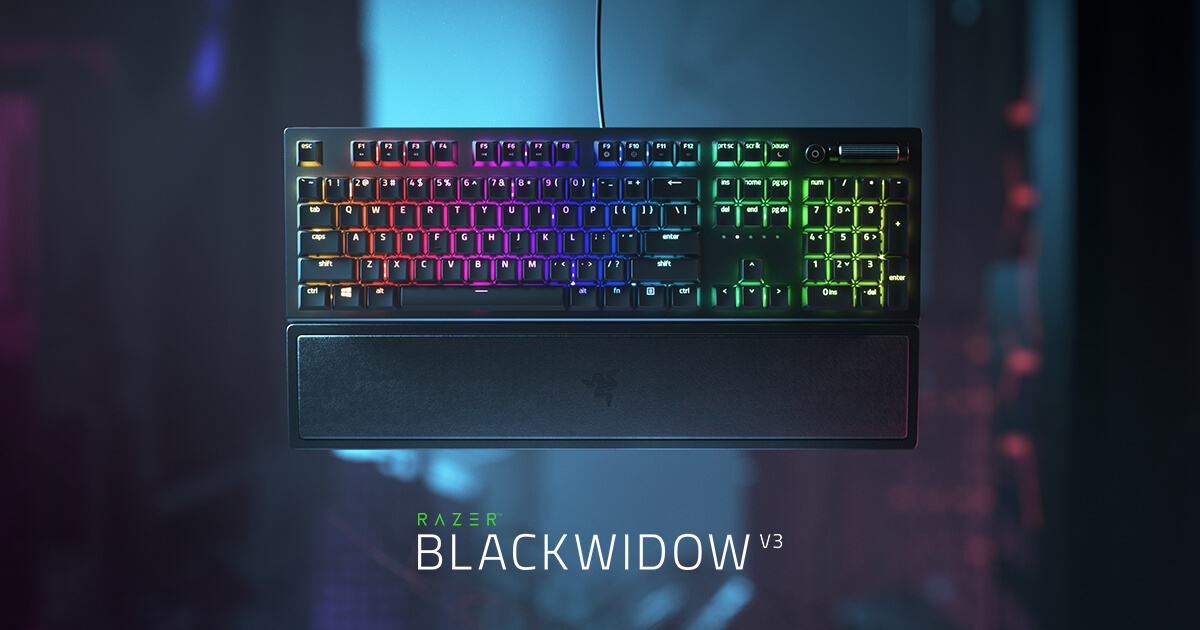 esc F1 F2 F3 F4 F5 F6 F7 F8 F9 F10 F11 F12 prt sc scr lk pause
~ 1 ! 2 @ 3 # 4 $ 5 % 6 ^ 7 & 8 * 9 ( 0 ) - _ = + ← ins home pg up num / * -
tab Q W E R T Y U I O P [ { ] } \ | del end pg dn 7 8 ^ 9 +
caps A S D F G H J K L ; : ' " enter 4 < 5 6 >
shift Z X C V B N M , < . > / ? shift ^ 1 2 3 enter
ctrl alt alt fn ctrl < >  0 ins . del
RAZER™
BLACKWIDOW V3